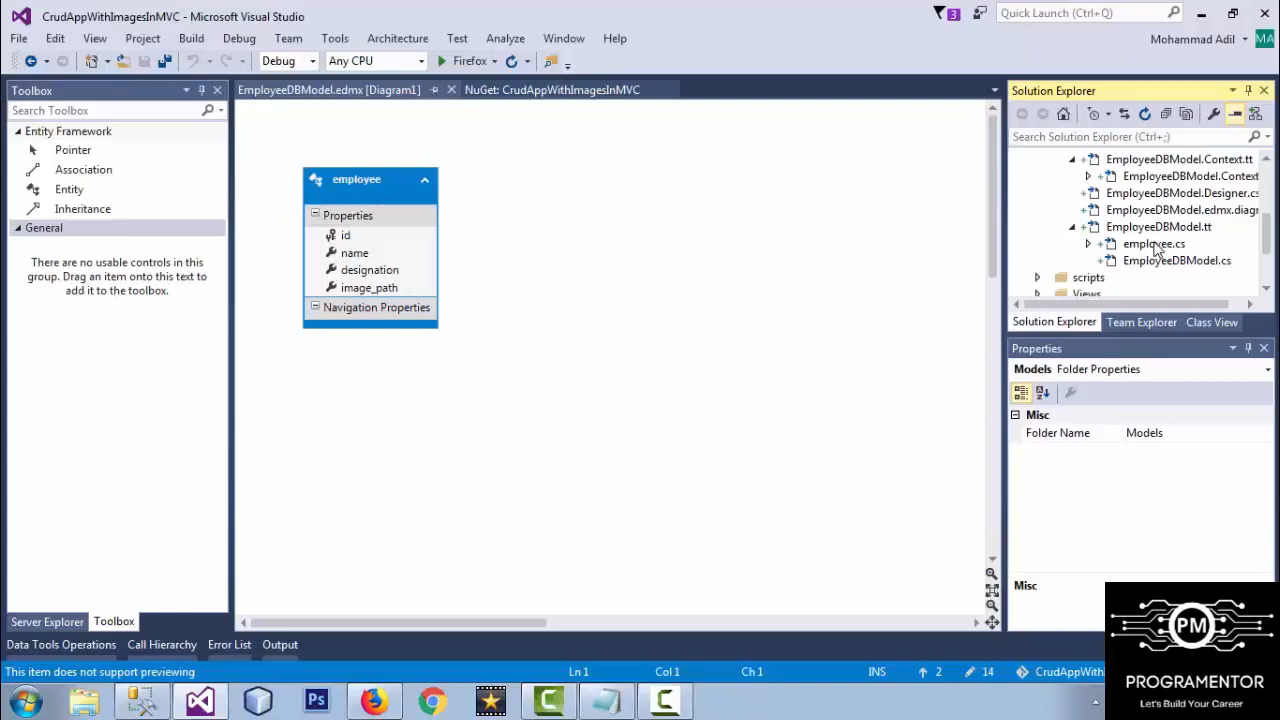 CrudAppWithImagesInMVC - Microsoft Visual Studio
3
Quick Launch (Ctrl+Q)
File Edit View Project Build Debug Team Tools Architecture Test Analyze Window Help
Mohammad Adil MA
Debug Any CPU Firefox
Toolbox
Search Toolbox
Entity Framework
Pointer
Association
Entity
Inheritance
General
There are no usable controls in this
group. Drag an item onto this text to
add it to the toolbox.
Server Explorer Toolbox
EmployeeDBModel.edmx [Diagram1] NuGet: CrudAppWithImagesInMVC
employee
Properties
id
name
designation
image_path
Navigation Properties
Solution Explorer
Search Solution Explorer (Ctrl+;)
EmployeeDBModel.Context.tt
EmployeeDBModel.Context
EmployeeDBModel.Designer.cs
EmployeeDBModel.edmx.diagr
EmployeeDBModel.tt
employee.cs
EmployeeDBModel.cs
scripts
Views
Solution Explorer Team Explorer Class View
Properties
Models Folder Properties
Misc
Folder Name Models
Misc
Data Tools Operations Call Hierarchy Error List Output
This item does not support previewing Ln 1 Col 1 Ch 1 INS 2 14 CrudAppWithI
Ps
PM
PROGRAMENTOR
Let's Build Your Career